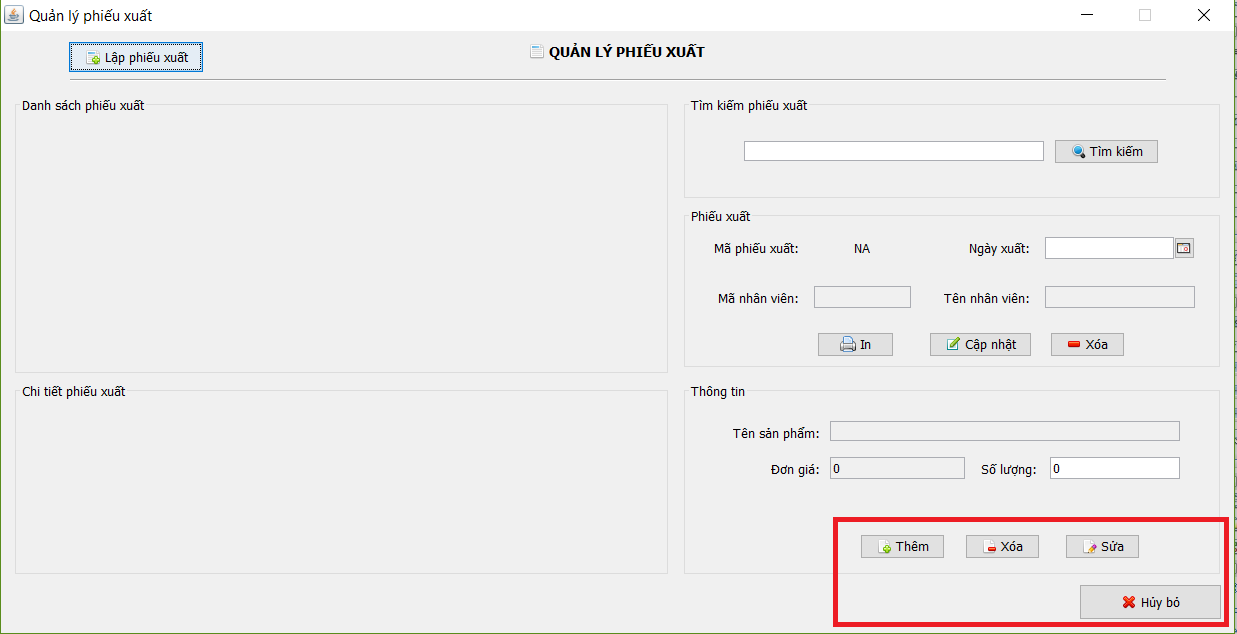 Quản lý phiếu xuất
Lập phiếu xuất
QUẢN LÝ PHIẾU XUẤT
Danh sách phiếu xuất
Tìm kiếm phiếu xuất
Tìm kiếm
Phiếu xuất
Mã phiếu xuất: NA Ngày xuất:
Mã nhân viên: Tên nhân viên:
In Cập nhật Xóa
Chi tiết phiếu xuất
Thông tin
Tên sản phẩm:
Đơn giá: 0 Số lượng: 0
Thêm Xóa Sửa
Hủy bỏ